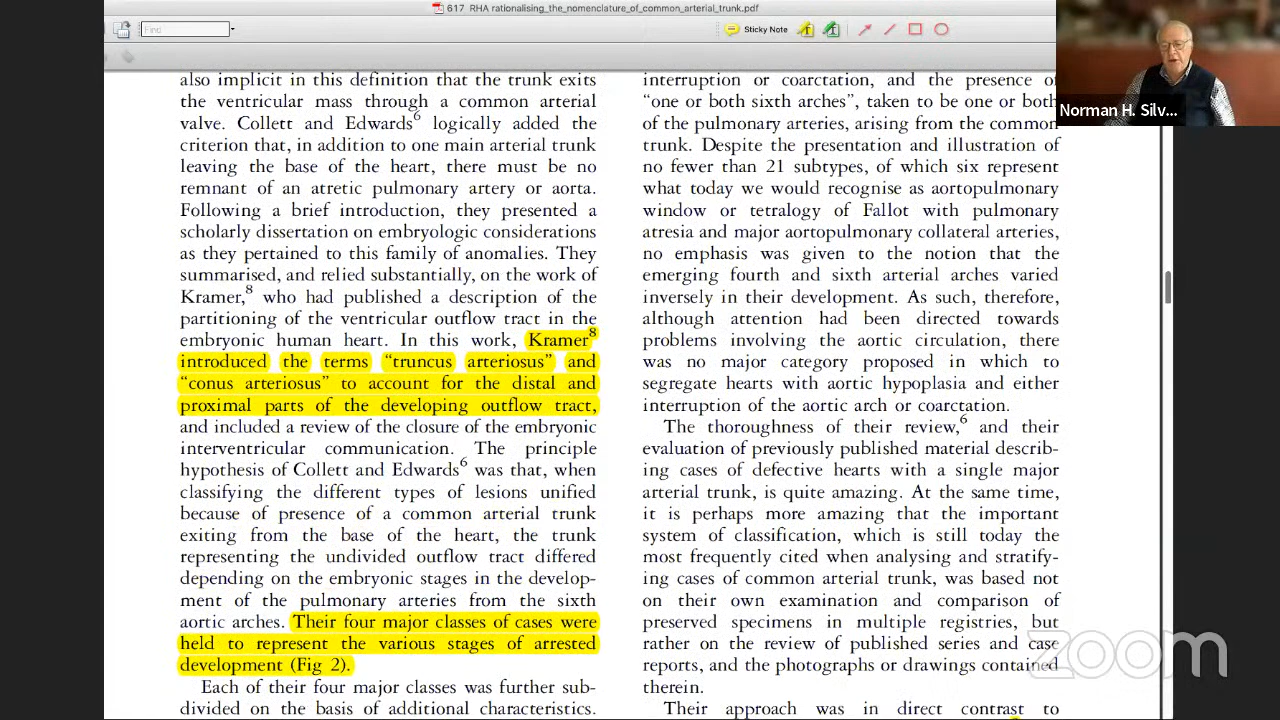 617 RHA rationalising_the_nomenclature_of_common_arterial_trunk.pdf
Find
Sticky Note
T
T
Norman H. Silv...
also implicit in this definition that the trunk exits
the ventricular mass through a common arterial
valve. Collett and Edwards6 logically added the
criterion that, in addition to one main arterial trunk
leaving the base of the heart, there must be no
remnant of an atretic pulmonary artery or aorta.
Following a brief introduction, they presented a
scholarly dissertation on embryologic considerations
as they pertained to this family of anomalies. They
summarised, and relied substantially, on the work of
Kramer,8 who had published a description of the
partitioning of the ventricular outflow tract in the
embryonic human heart. In this work, Kramer8
introduced the terms “truncus arteriosus” and
“conus arteriosus” to account for the distal and
proximal parts of the developing outflow tract,
and included a review of the closure of the embryonic
interventricular communication. The principle
hypothesis of Collett and Edwards6 was that, when
classifying the different types of lesions unified
because of presence of a common arterial trunk
exiting from the base of the heart, the trunk
representing the undivided outflow tract differed
depending on the embryonic stages in the develop-
ment of the pulmonary arteries from the sixth
aortic arches. Their four major classes of cases were
held to represent the various stages of arrested
development (Fig 2).
Each of their four major classes was further sub-
divided on the basis of additional characteristics.
interruption or coarctation, and the presence of
“one or both sixth arches”, taken to be one or both
of the pulmonary arteries, arising from the common
trunk. Despite the presentation and illustration of
no fewer than 21 subtypes, of which six represent
what today we would recognise as aortopulmonary
window or tetralogy of Fallot with pulmonary
atresia and major aortopulmonary collateral arteries,
no emphasis was given to the notion that the
emerging fourth and sixth arterial arches varied
inversely in their development. As such, therefore,
although attention had been directed towards
problems involving the aortic circulation, there
was no major category proposed in which to
segregate hearts with aortic hypoplasia and either
interruption of the aortic arch or coarctation.
The thoroughness of their review,6 and their
evaluation of previously published material describ-
ing cases of defective hearts with a single major
arterial trunk, is quite amazing. At the same time,
it is perhaps more amazing that the important
system of classification, which is still today the
most frequently cited when analysing and stratify-
ing cases of common arterial trunk, was based not
on their own examination and comparison of
preserved specimens in multiple registries, but
rather on the review of published series and case
reports, and the photographs or drawings contained
therein.
Their approach was in direct contrast to
zoom